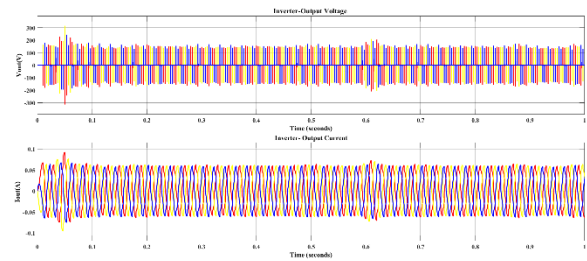 Inverter-Output Voltage
Vout(V)
300
200
100
0
-100
-200
-300
0 0.1 0.2 0.3 0.4 0.5 0.6 0.7 0.8 0.9 1
Time (seconds)
Inverter- Output Current
Iout(V)
0.1
0.05
0
-0.05
-0.1
0 0.1 0.2 0.3 0.4 0.5 0.6 0.7 0.8 0.9
Time (seconds)